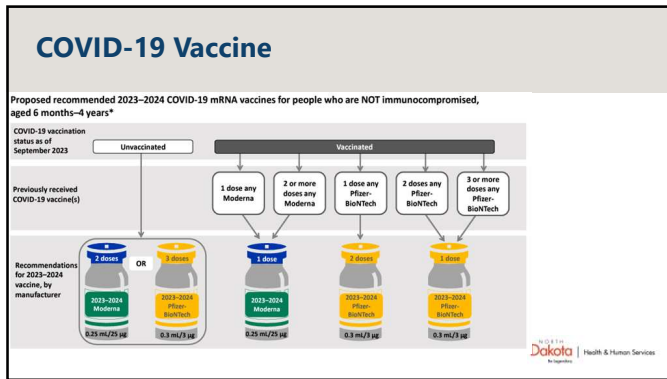 COVID-19 Vaccine
Proposed recommended 2023–2024 COVID-19 mRNA vaccines for people who are NOT immunocompromised,
aged 6 months–4 years*
COVID-19 vaccination
status as of
September 2023
Unvaccinated
Vaccinated
Previously received
COVID-19 vaccine(s)
1 dose any
Moderna
2 or more
doses any
Moderna
1 dose any
Pfizer-
BioNTech
2 doses any
Pfizer-
BioNTech
3 or more
doses any
Pfizer-
BioNTech
Recommendations
for 2023–2024
vaccine, by
manufacturer
2 doses
2023–2024
Moderna
0.25 mL/25 µg
OR
3 doses
2023–2024
Pfizer-
BioNTech
0.3 mL/3 µg
1 dose
2023–2024
Moderna
0.25 mL/25 µg
2 doses
2023–2024
Pfizer-
BioNTech
0.3 mL/3 µg
1 dose
2023–2024
Pfizer-
BioNTech
0.3 mL/3 µg
NORTH
Dakota | Health & Human Services
Be Legendary.